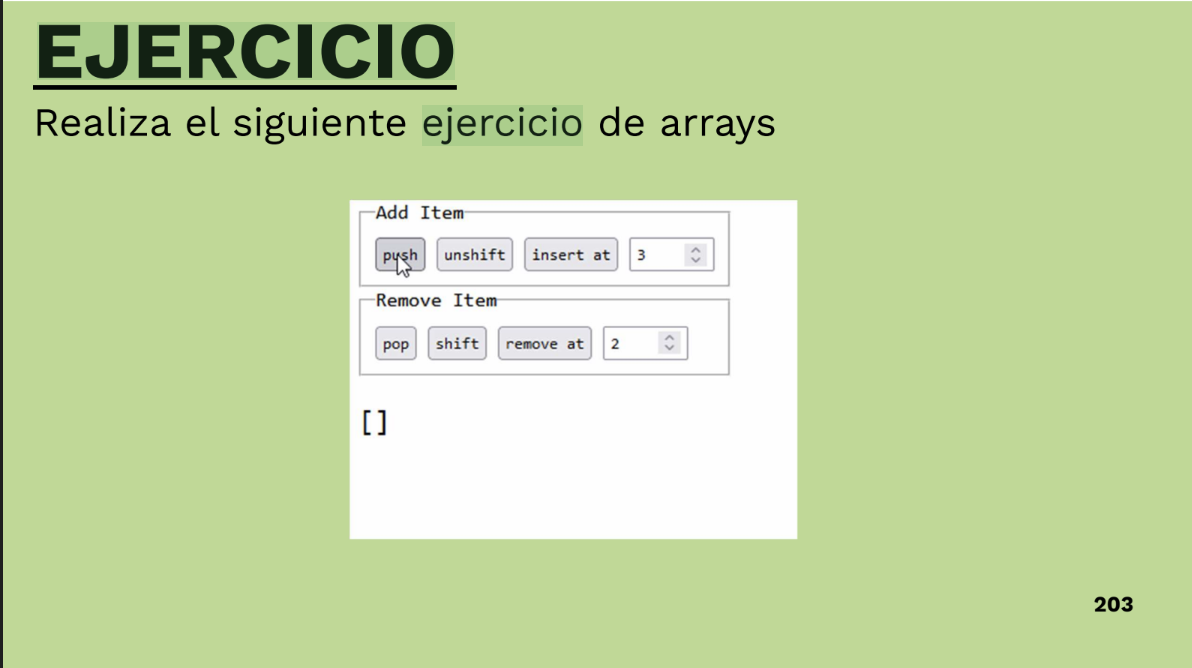 EJERCICIO
Realiza el siguiente ejercicio de arrays
Add Item
push unshift insert at 3
Remove Item
pop shift remove at 2
[]
203